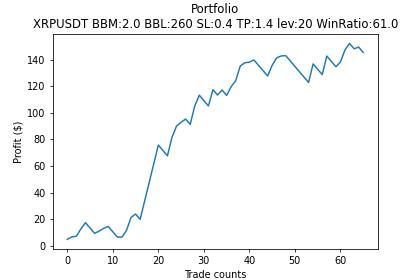 Portfolio
XRPUSDT BBM:2.0 BBL:260 SL:0.4 TP:1.4 lev:20 WinRatio:61.0
140
120
100
80
60
40
20
0
Profit ($)
0 10 20 30 40 50 60
Trade counts